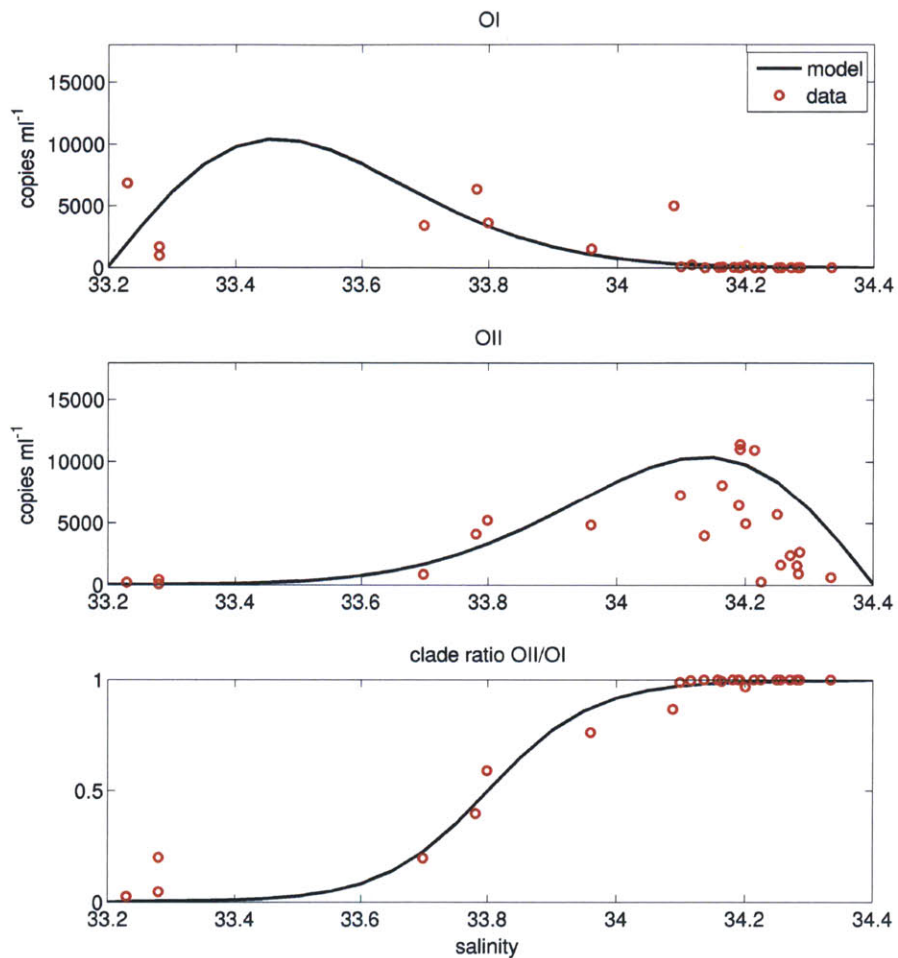 OI
copies ml⁻¹
15000
10000
5000
0
model
data
33.2 33.4 33.6 33.8 34 34.2 34.4
OII
copies ml⁻¹
15000
10000
5000
0
33.2 33.4 33.6 33.8 34 34.2 34.4
clade ratio OII/OI
1
0.5
0
33.2 33.4 33.6 33.8 34 34.2 34.4
salinity